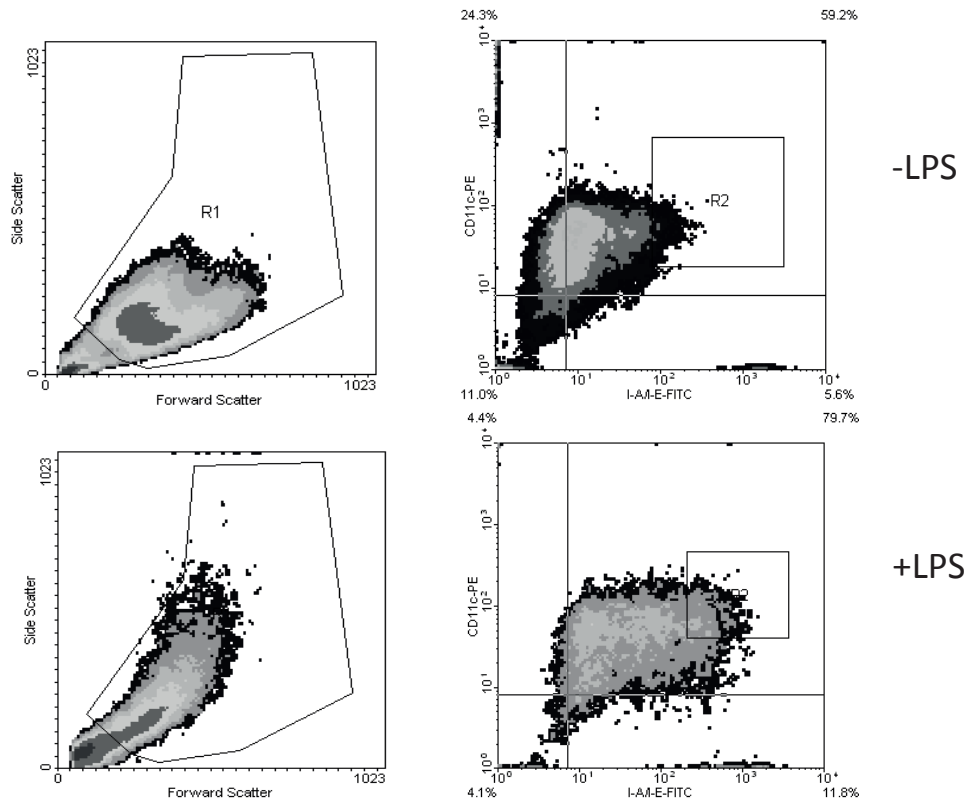 24.3% 59.2%
1023
Side Scatter
0
R1
0 1023
Forward Scatter
10⁴
10³
CD11c-PE
10²
10¹
10⁰
R2
10⁰ 10¹ 10² 10³ 10⁴
11.0% I-A/I-E-FITC 5.6%
-LPS
4.4% 79.7%
1023
Side Scatter
0
0 1023
Forward Scatter
10³
CD11c-PE
10²
10¹
10⁰
10⁰ 10¹ 10² 10³ 10⁴
4.1% I-A/I-E-FITC 11.8%
+LPS